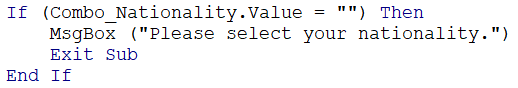 If (Combo_Nationality.Value = "") Then
    MsgBox ("Please select your nationality.")
    Exit Sub
End If